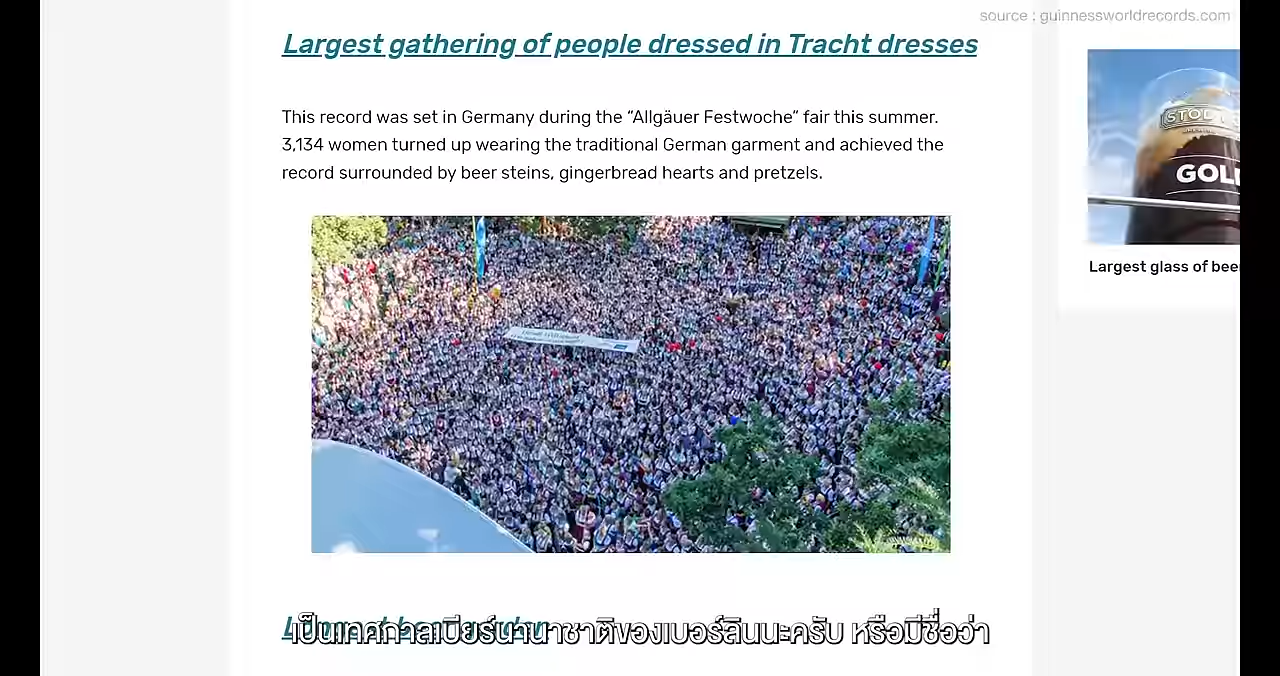 source : guinnessworldrecords.com
Largest gathering of people dressed in Tracht dresses
This record was set in Germany during the “Allgäuer Festwoche” fair this summer.
3,134 women turned up wearing the traditional German garment and achieved the
record surrounded by beer steins, gingerbread hearts and pretzels.
GOL
Largest glass of bee
เป็นเทศกาลเบียร์นานาชาติของเบอร์ลินนะครับ หรือมีชื่อว่า